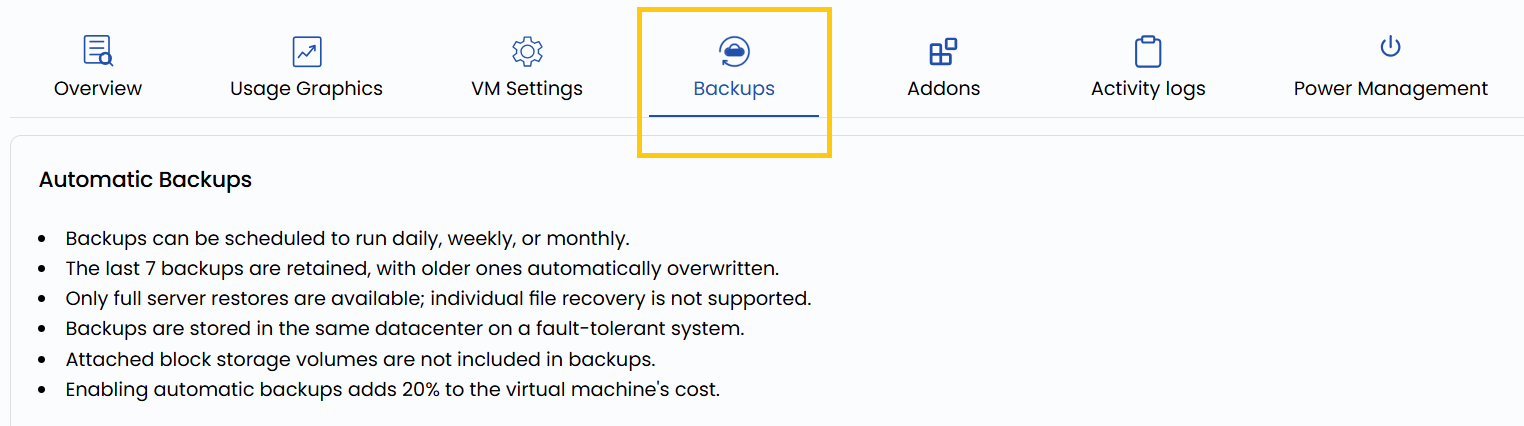 Overview Usage Graphics VM Settings Backups Addons Activity logs Power Management
Automatic Backups
Backups can be scheduled to run daily, weekly, or monthly.
The last 7 backups are retained, with older ones automatically overwritten.
Only full server restores are available; individual file recovery is not supported.
Backups are stored in the same datacenter on a fault-tolerant system.
Attached block storage volumes are not included in backups.
Enabling automatic backups adds 20% to the virtual machine's cost.